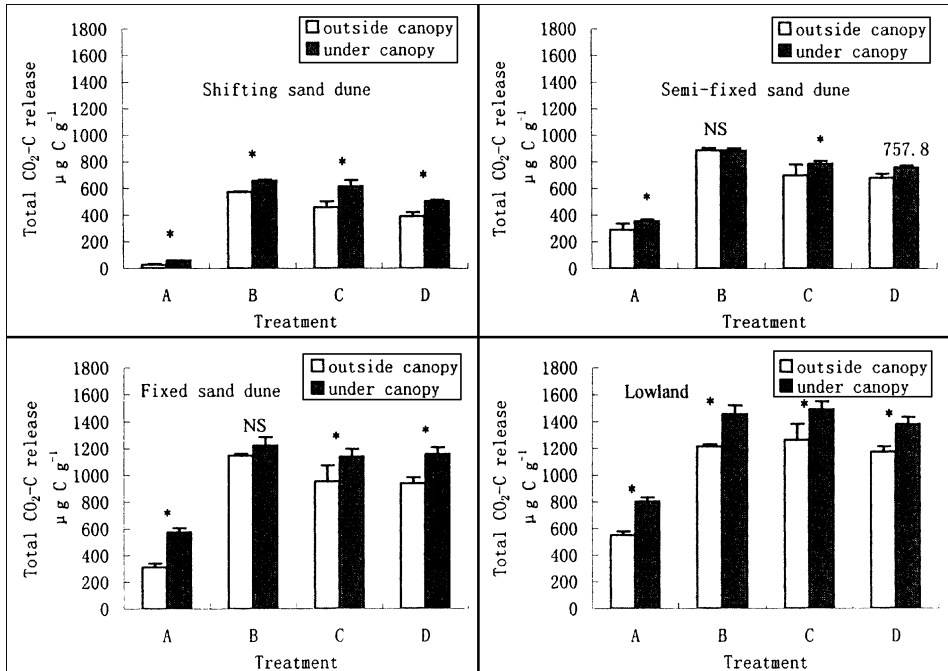 Total CO₂-C release
μg C g⁻¹
1800
1600
1400
1200
1000
800
600
400
200
0
outside canopy
under canopy
Shifting sand dune
*
*
*
*
A B C D
Treatment
Total CO₂-C release
μg C g⁻¹
1800
1600
1400
1200
1000
800
600
400
200
0
outside canopy
under canopy
Semi-fixed sand dune
*
NS
*
757.8
A B C D
Treatment
Total CO₂-C release
μg C g⁻¹
1800
1600
1400
1200
1000
800
600
400
200
0
outside canopy
under canopy
Fixed sand dune
*
NS
*
*
A B C D
Treatment
Total CO₂-C release
μg C g⁻¹
1800
1600
1400
1200
1000
800
600
400
200
0
outside canopy
under canopy
Lowland
*
*
*
*
A B C D
Treatment